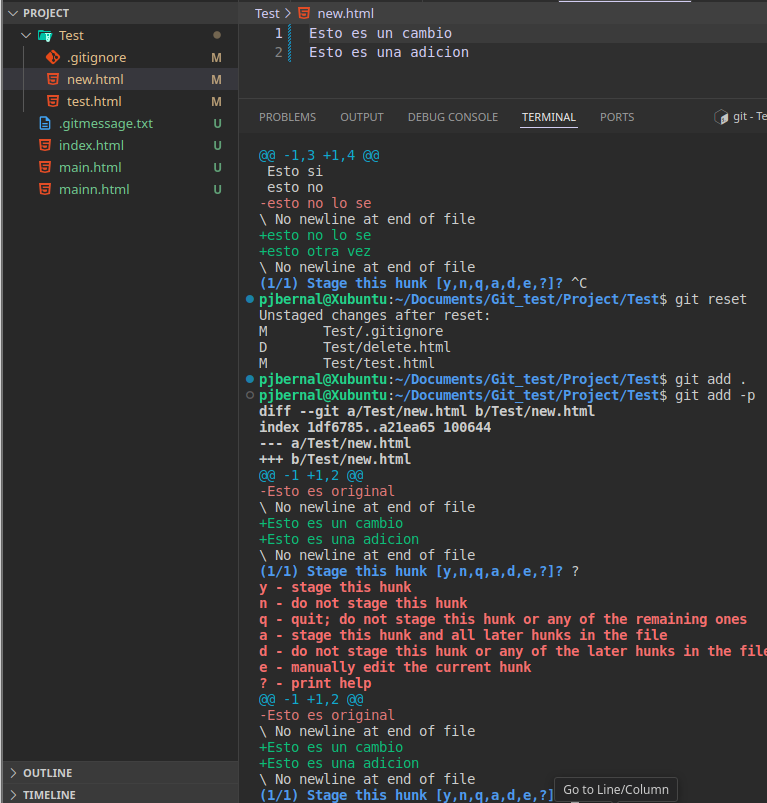 PROJECT
Test
.gitignore M
new.html M
test.html M
.gitmessage.txt U
index.html U
main.html U
mainn.html U
OUTLINE
TIMELINE
Test > new.html
1 Esto es un cambio
2 Esto es una adicion
PROBLEMS OUTPUT DEBUG CONSOLE TERMINAL PORTS git - Te
@@ -1,3 +1,4 @@
 Esto si
 esto no
-esto no lo se
\ No newline at end of file
+esto no lo se
+esto otra vez
\ No newline at end of file
(1/1) Stage this hunk [y,n,q,a,d,e,?]? ^C
pjbernal@Xubuntu:~/Documents/Git_test/Project/Test$ git reset
Unstaged changes after reset:
M       Test/.gitignore
D       Test/delete.html
M       Test/test.html
pjbernal@Xubuntu:~/Documents/Git_test/Project/Test$ git add .
pjbernal@Xubuntu:~/Documents/Git_test/Project/Test$ git add -p
diff --git a/Test/new.html b/Test/new.html
index 1df6785..a21ea65 100644
--- a/Test/new.html
+++ b/Test/new.html
@@ -1 +1,2 @@
-Esto es original
\ No newline at end of file
+Esto es un cambio
+Esto es una adicion
\ No newline at end of file
(1/1) Stage this hunk [y,n,q,a,d,e,?]? ?
y - stage this hunk
n - do not stage this hunk
q - quit; do not stage this hunk or any of the remaining ones
a - stage this hunk and all later hunks in the file
d - do not stage this hunk or any of the later hunks in the file
e - manually edit the current hunk
? - print help
@@ -1 +1,2 @@
-Esto es original
\ No newline at end of file
+Esto es un cambio
+Esto es una adicion
\ No newline at end of file
(1/1) Stage this hunk [y,n,q,a,d,e,?]
Go to Line/Column